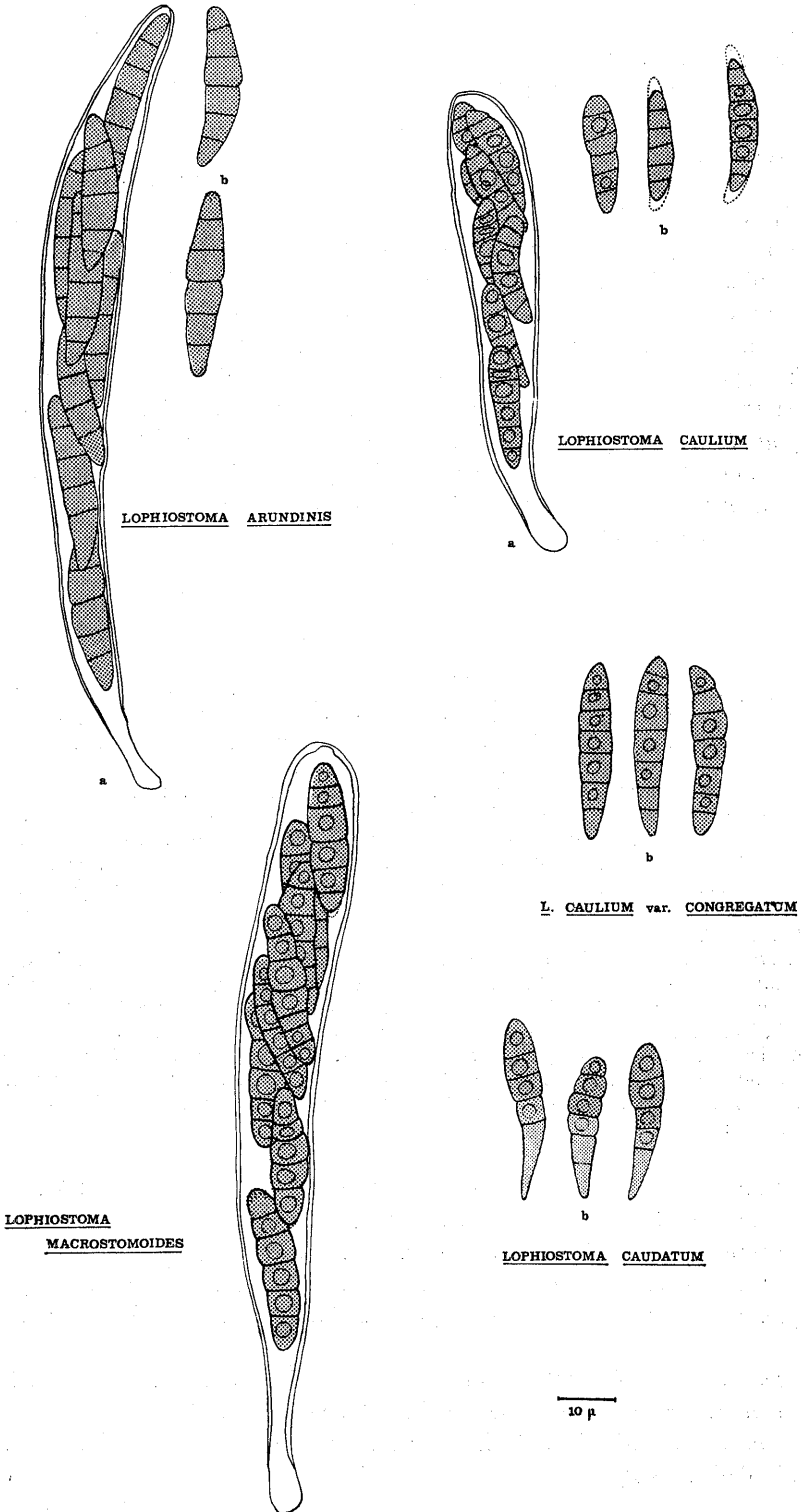 b
b
LOPHIOSTOMA CAULIUM
LOPHIOSTOMA ARUNDINIS
a
a
b
L. CAULIUM var. CONGREGATUM
LOPHIOSTOMA
MACROSTOMOIDES
b
LOPHIOSTOMA CAUDATUM
10 µ